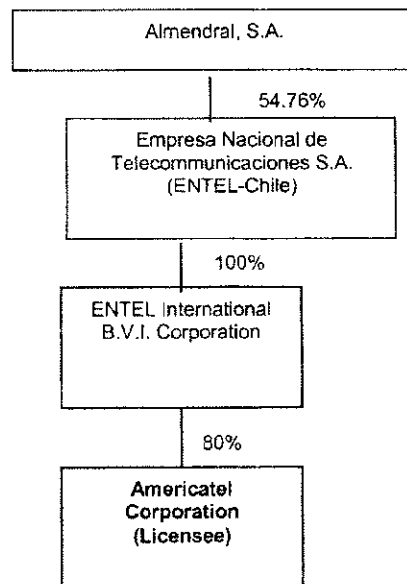 Almendral, S.A.
54.76%
Empresa Nacional de
Telecommunicaciones S.A.
(ENTEL-Chile)
100%
ENTEL International
B.V.I. Corporation
80%
Americatel
Corporation
(Licensee)